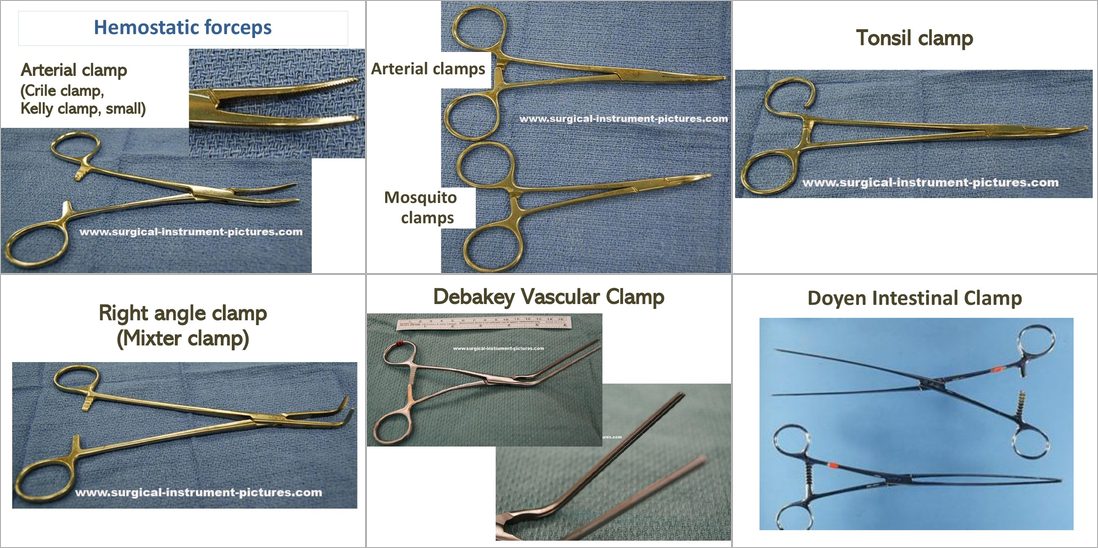 Hemostatic forceps
Arterial clamp
(Crile clamp,
Kelly clamp, small)
www.surgical-instrument-pictures.com
Arterial clamps
www.surgical-instrument-pictures.com
Mosquito
clamps
Tonsil clamp
www.surgical-instrument-pictures.com
Right angle clamp
(Mixter clamp)
www.surgical-instrument-pictures.com
Debakey Vascular Clamp
www.surgical-instrument-pictures.com
Doyen Intestinal Clamp